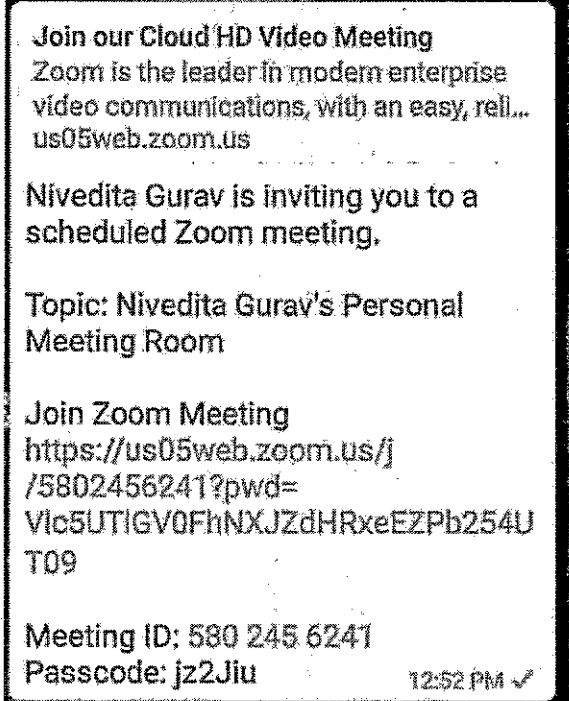 Join our Cloud HD Video Meeting
Zoom is the leader in modern enterprise
video communications, with an easy, reli...
us05web.zoom.us
Nivedita Gurav is inviting you to a
scheduled Zoom meeting.
Topic: Nivedita Gurav's Personal
Meeting Room
Join Zoom Meeting
https://us05web.zoom.us/j
/5802456241?pwd=
Vlc5UTlGV0FhNXJZdHRxeEZPb254U
T09
Meeting ID: 580 245 6241
Passcode: jz2Jiu
12:52 PM ✓